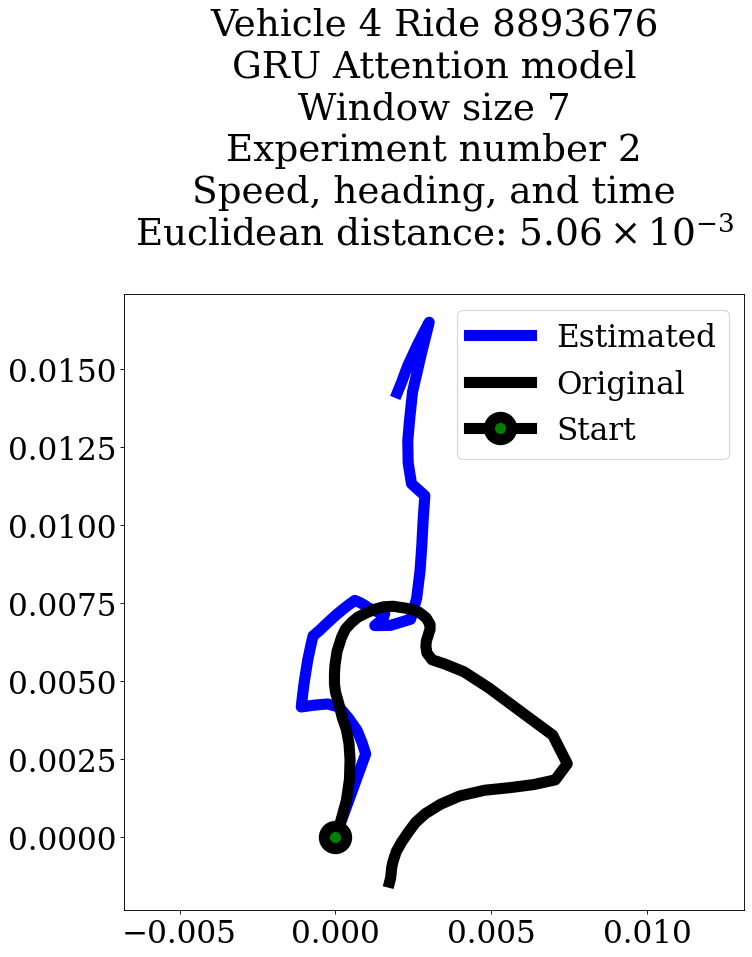 Vehicle 4 Ride 8893676
GRU Attention model
Window size 7
Experiment number 2
Speed, heading, and time
Euclidean distance: 5.06 × 10⁻³
Estimated
Original
Start
0.0150
0.0125
0.0100
0.0075
0.0050
0.0025
0.0000
−0.005 0.000 0.005 0.010